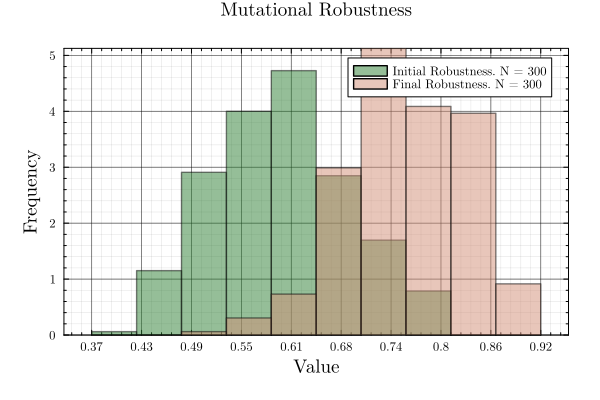 Mutational Robustness
Initial Robustness. N = 300
Final Robustness. N = 300
Frequency
5
4
3
2
1
0
0.37 0.43 0.49 0.55 0.61 0.68 0.74 0.8 0.86 0.92
Value